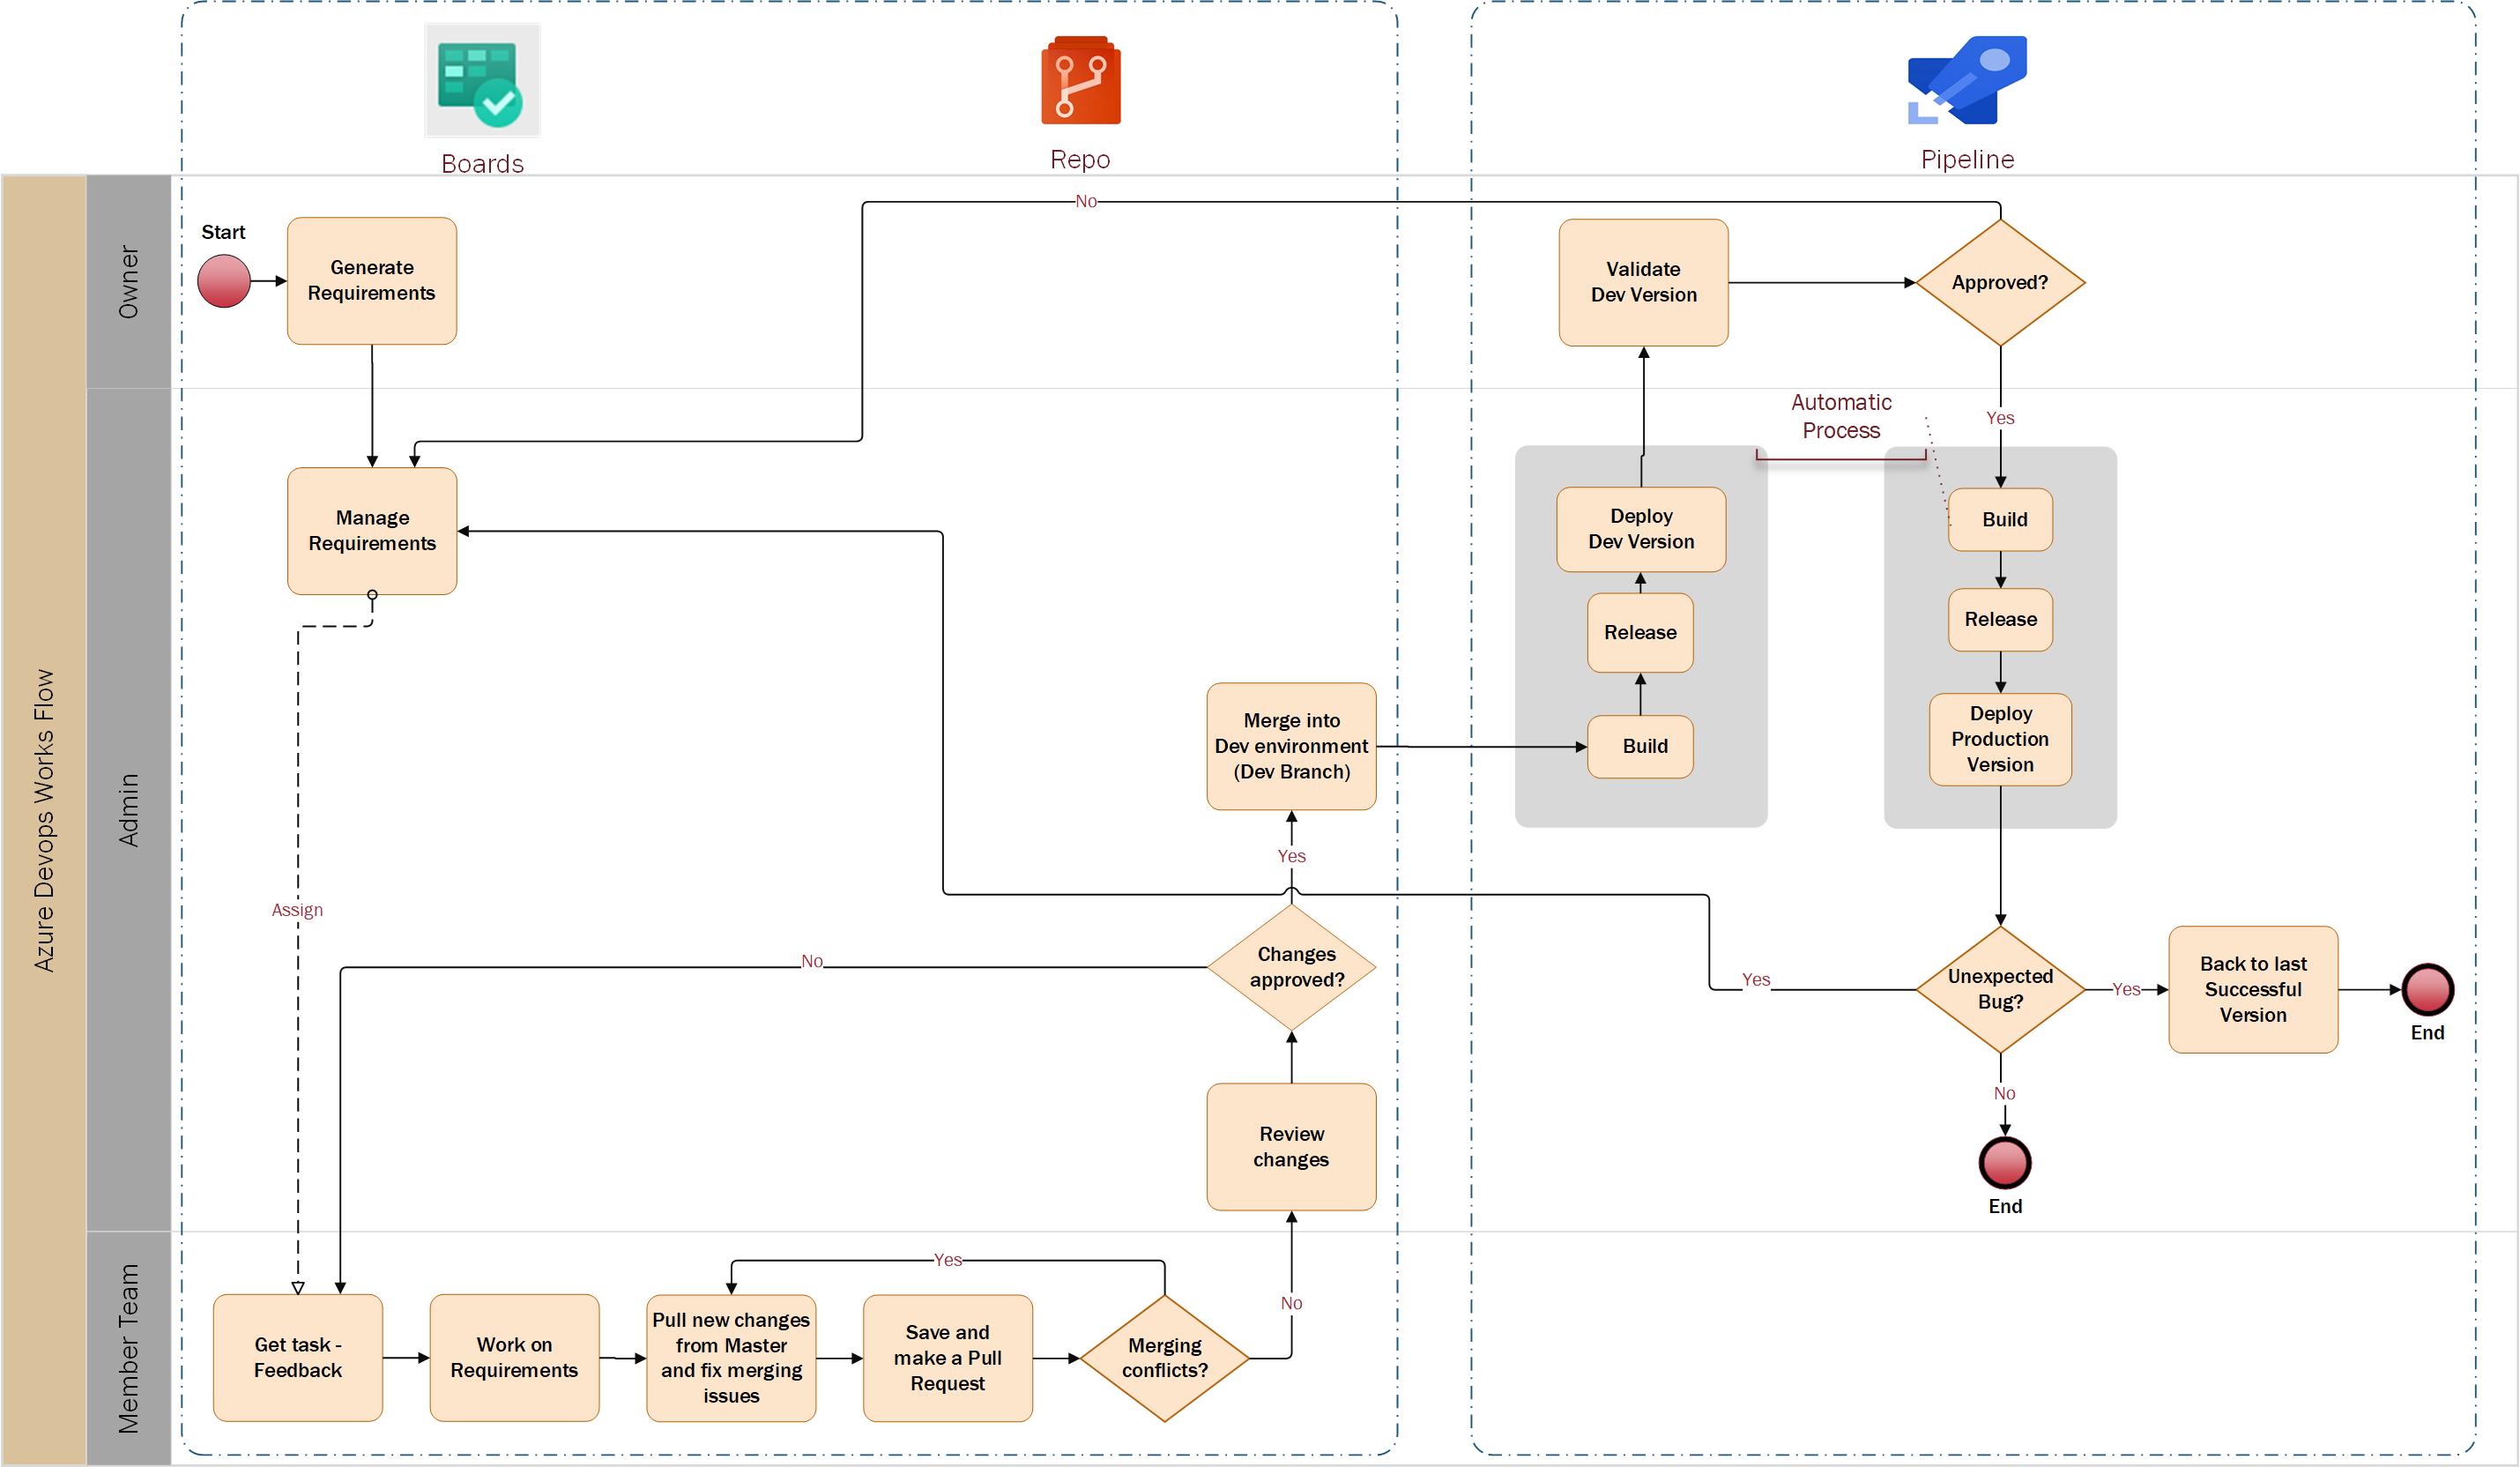 Boards
Repo
Pipeline
Azure Devops Works Flow
Owner
Start
Generate
Requirements
No
Validate
Dev Version
Approved?
Yes
Admin
Manage
Requirements
Assign
Automatic
Process
Deploy
Dev Version
Release
Build
Build
Release
Deploy
Production
Version
Merge into
Dev environment
(Dev Branch)
Yes
Changes
approved?
No
Review
changes
Yes
Unexpected
Bug?
Yes
Back to last
Successful
Version
End
No
End
Member Team
Get task -
Feedback
Work on
Requirements
Pull new changes
from Master
and fix merging
issues
Save and
make a Pull
Request
Merging
conflicts?
Yes
No